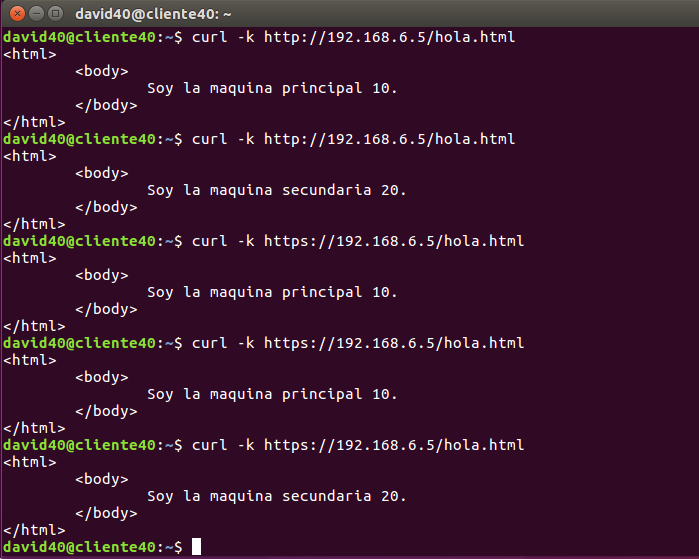 david40@cliente40: ~
david40@cliente40:~$ curl -k http://192.168.6.5/hola.html
<html>
        <body>
                Soy la maquina principal 10.
        </body>
</html>
david40@cliente40:~$ curl -k http://192.168.6.5/hola.html
<html>
        <body>
                Soy la maquina secundaria 20.
        </body>
</html>
david40@cliente40:~$ curl -k https://192.168.6.5/hola.html
<html>
        <body>
                Soy la maquina principal 10.
        </body>
</html>
david40@cliente40:~$ curl -k https://192.168.6.5/hola.html
<html>
        <body>
                Soy la maquina principal 10.
        </body>
</html>
david40@cliente40:~$ curl -k https://192.168.6.5/hola.html
<html>
        <body>
                Soy la maquina secundaria 20.
        </body>
</html>
david40@cliente40:~$